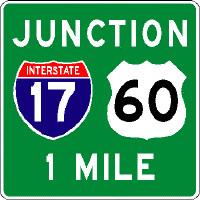 JUNCTION
INTERSTATE
17 60
1 MILE